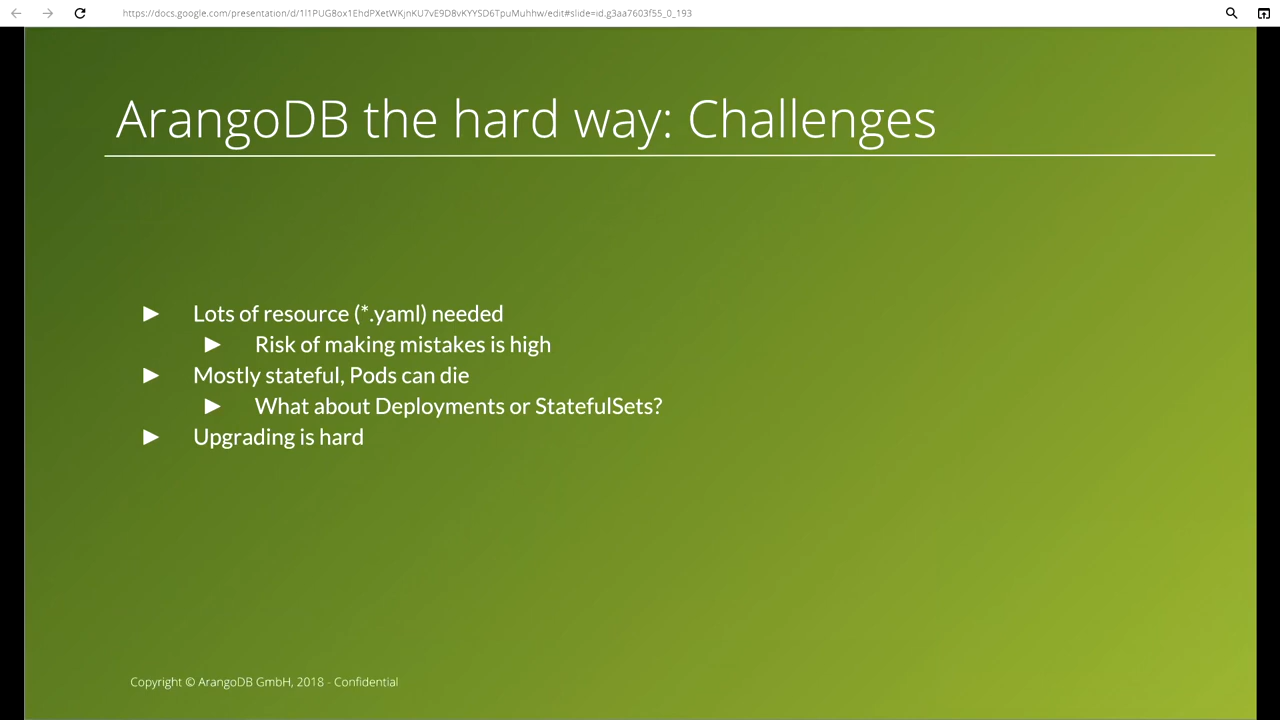 https://docs.google.com/presentation/d/1l1PUG8ox1EhdPXetWKjnKU7vE9D8vKYYSD6TpuMuhhw/edit#slide=id.g3aa7603f55_0_193
ArangoDB the hard way: Challenges
► Lots of resource (*.yaml) needed
► Risk of making mistakes is high
► Mostly stateful, Pods can die
► What about Deployments or StatefulSets?
► Upgrading is hard
Copyright © ArangoDB GmbH, 2018 - Confidential